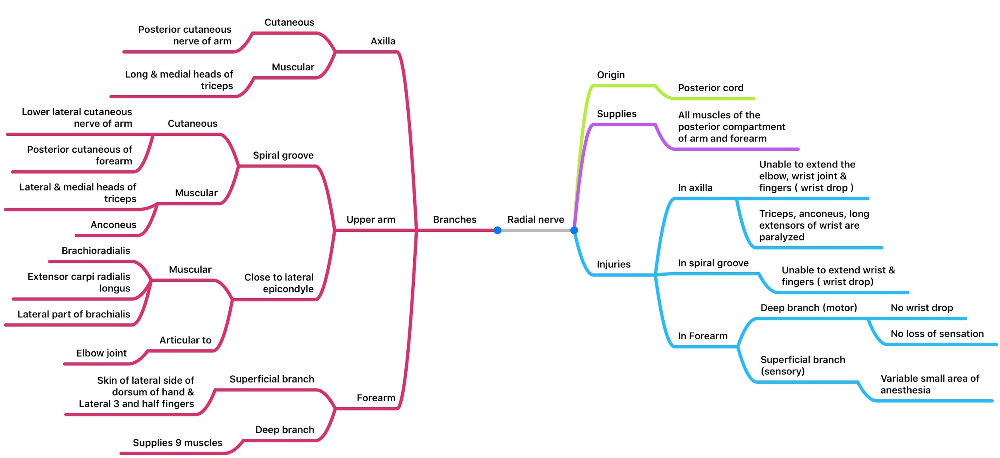 Radial nerve
Branches
Axilla
Cutaneous
Posterior cutaneous
nerve of arm
Muscular
Long & medial heads of
triceps
Upper arm
Spiral groove
Cutaneous
Lower lateral cutaneous
nerve of arm
Posterior cutaneous of
forearm
Muscular
Lateral & medial heads of
triceps
Anconeus
Close to lateral
epicondyle
Muscular
Brachioradialis
Extensor carpi radialis
longus
Lateral part of brachialis
Articular to
Elbow joint
Forearm
Superficial branch
Skin of lateral side of
dorsum of hand &
Lateral 3 and half fingers
Deep branch
Supplies 9 muscles
Origin
Posterior cord
Supplies
All muscles of the
posterior compartment
of arm and forearm
Injuries
In axilla
Unable to extend the
elbow, wrist joint &
fingers ( wrist drop )
Triceps, anconeus, long
extensors of wrist are
paralyzed
In spiral groove
Unable to extend wrist &
fingers ( wrist drop)
In Forearm
Deep branch (motor)
No wrist drop
No loss of sensation
Superficial branch
(sensory)
Variable small area of
anesthesia